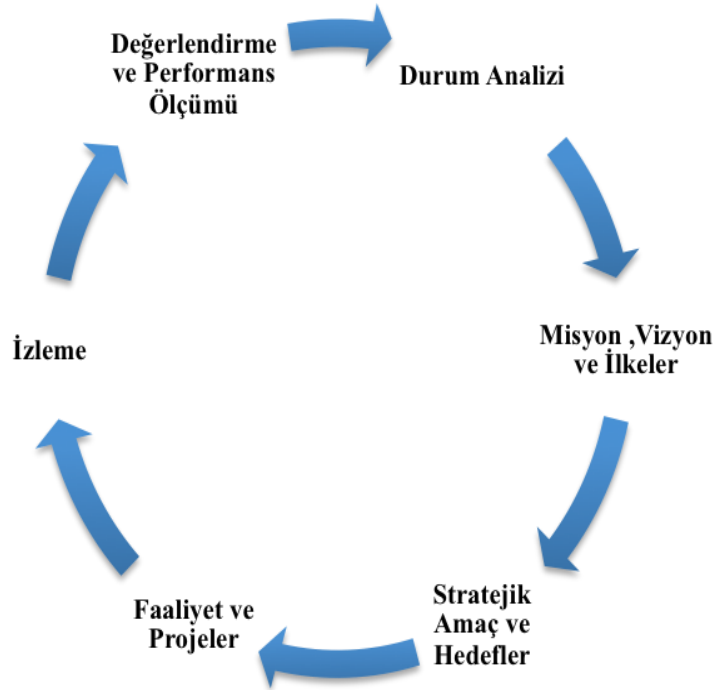 Değerlendirme
ve Performans
Ölçümü
Durum Analizi
Misyon ,Vizyon
ve İlkeler
Stratejik
Amaç ve
Hedefler
Faaliyet ve
Projeler
İzleme